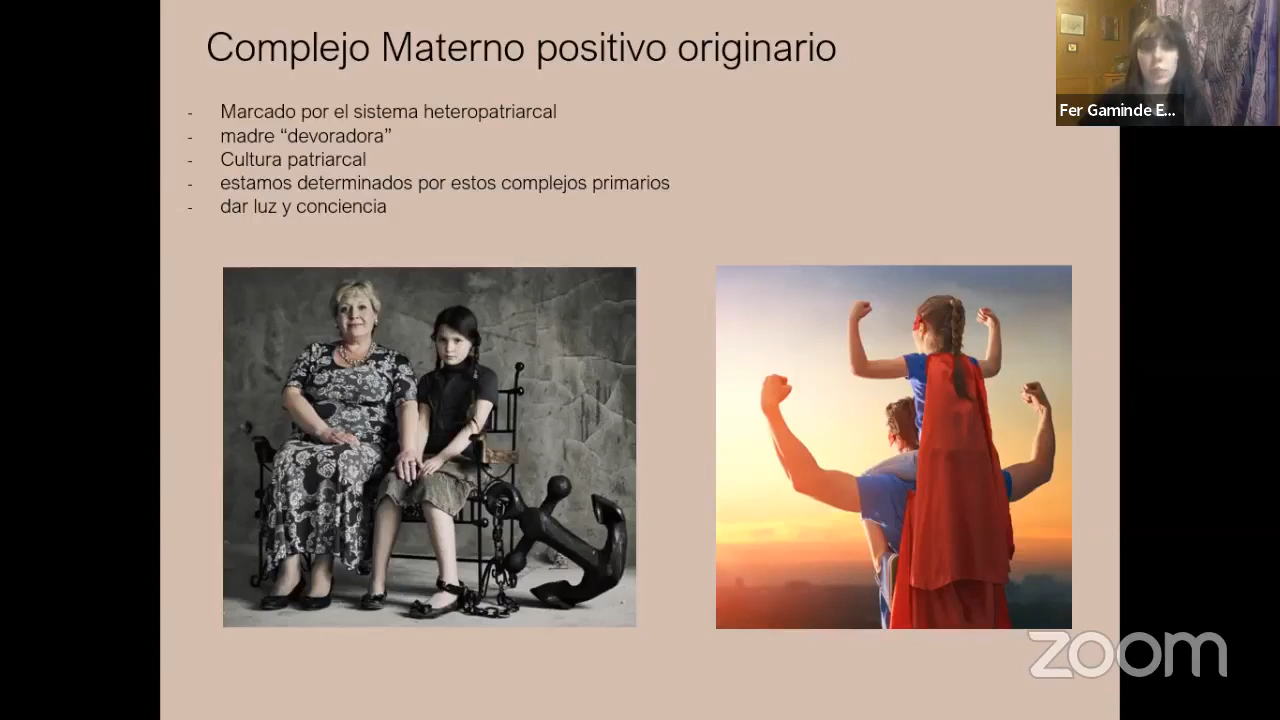 Complejo Materno positivo originario
- Marcado por el sistema heteropatriarcal
- madre “devoradora”
- Cultura patriarcal
- estamos determinados por estos complejos primarios
- dar luz y conciencia
Fer Gaminde E...
zoom